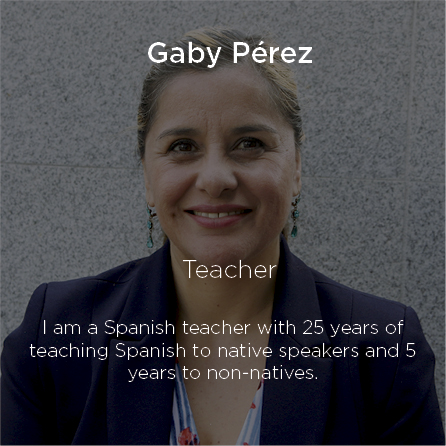 Gaby Pérez
Teacher
I am a Spanish teacher with 25 years of
teaching Spanish to native speakers and 5
years to non-natives.